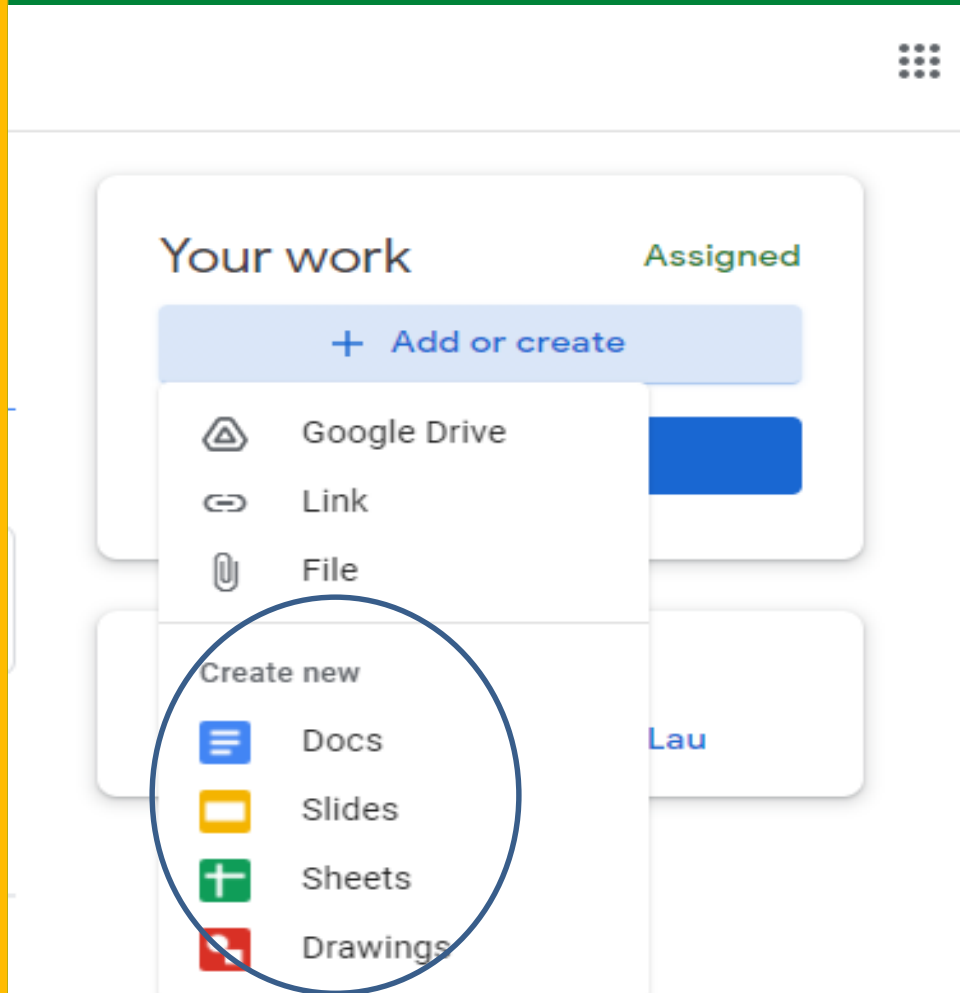 Your work Assigned
+ Add or create
Google Drive
Link
File
Create new
Docs
Lau
Slides
Sheets
Drawings